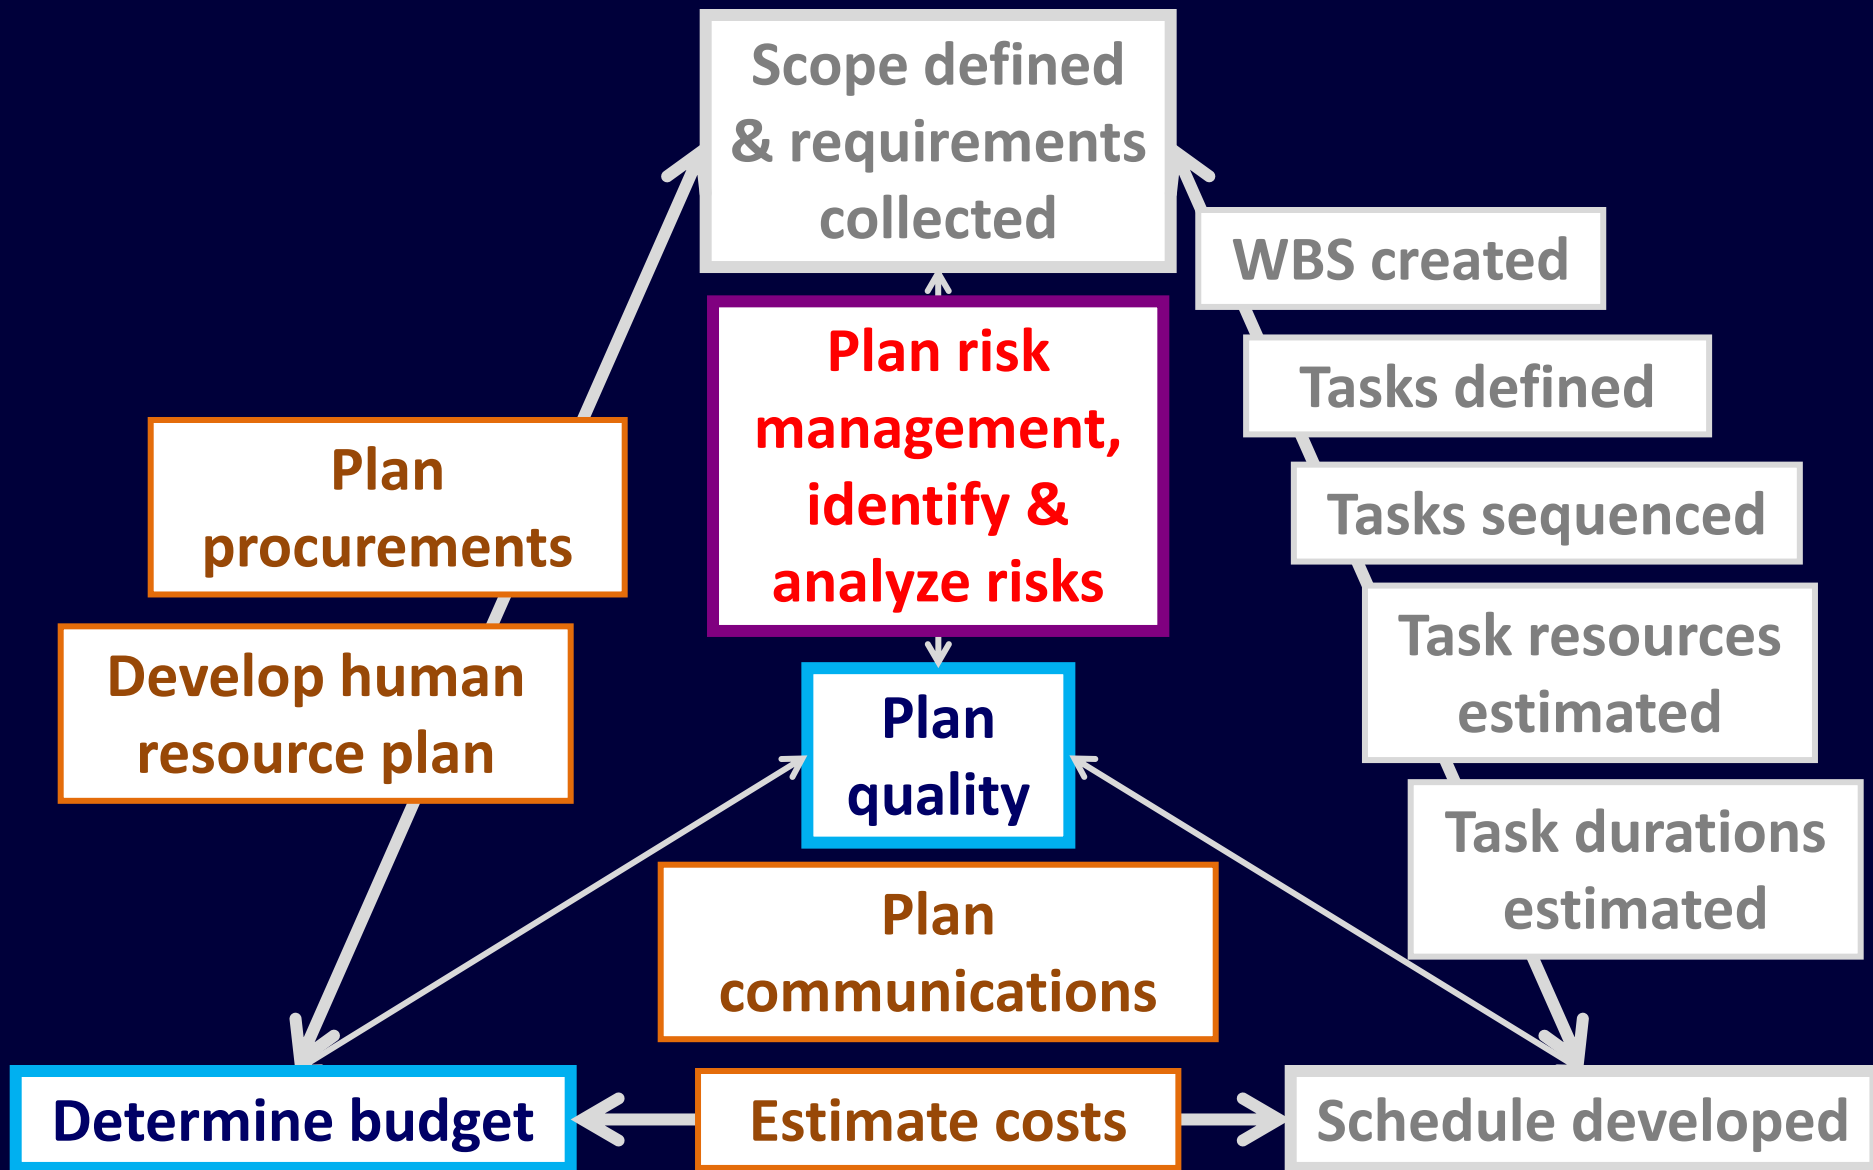 Scope defined
& requirements
collected
WBS created
Plan risk
management,
identify &
analyze risks
Tasks defined
Plan
procurements
Tasks sequenced
Task resources
estimated
Develop human
resource plan
Plan
quality
Task durations
estimated
Plan
communications
Determine budget
Estimate costs
Schedule developed